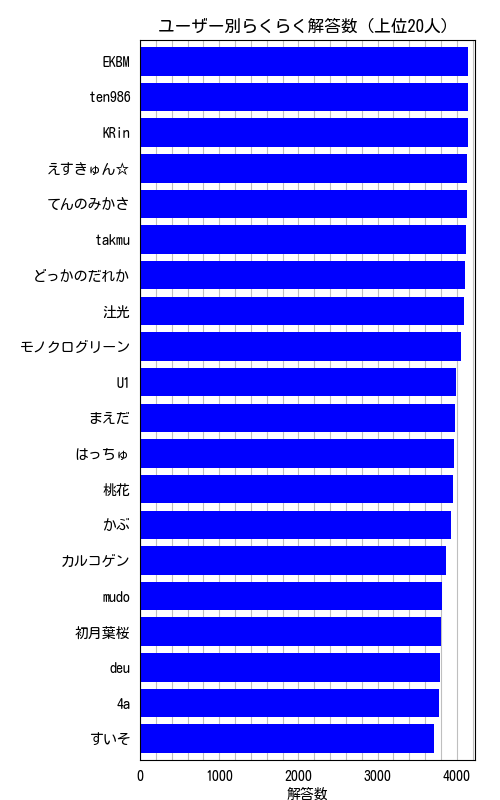 ユーザー別らくらく解答数（上位20人）
EKBM
ten986
KRin
えすきゅん☆
てんのみかさ
takmu
どっかのだれか
辻光
モノクログリーン
U1
まえだ
はっちゅ
桃花
かぶ
カルコゲン
mudo
初月葉桜
deu
4a
すいそ
0 1000 2000 3000 4000
解答数